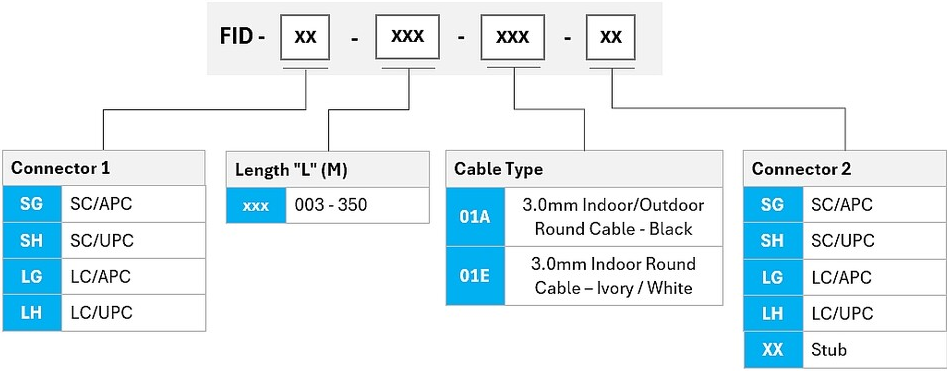 FID - xx - xxx - xxx - xx
Connector 1
SG SC/APC
SH SC/UPC
LG LC/APC
LH LC/UPC
Length "L" (M)
xxx 003 - 350
Cable Type
01A 3.0mm Indoor/Outdoor
Round Cable - Black
01E 3.0mm Indoor Round
Cable – Ivory / White
Connector 2
SG SC/APC
SH SC/UPC
LG LC/APC
LH LC/UPC
XX Stub